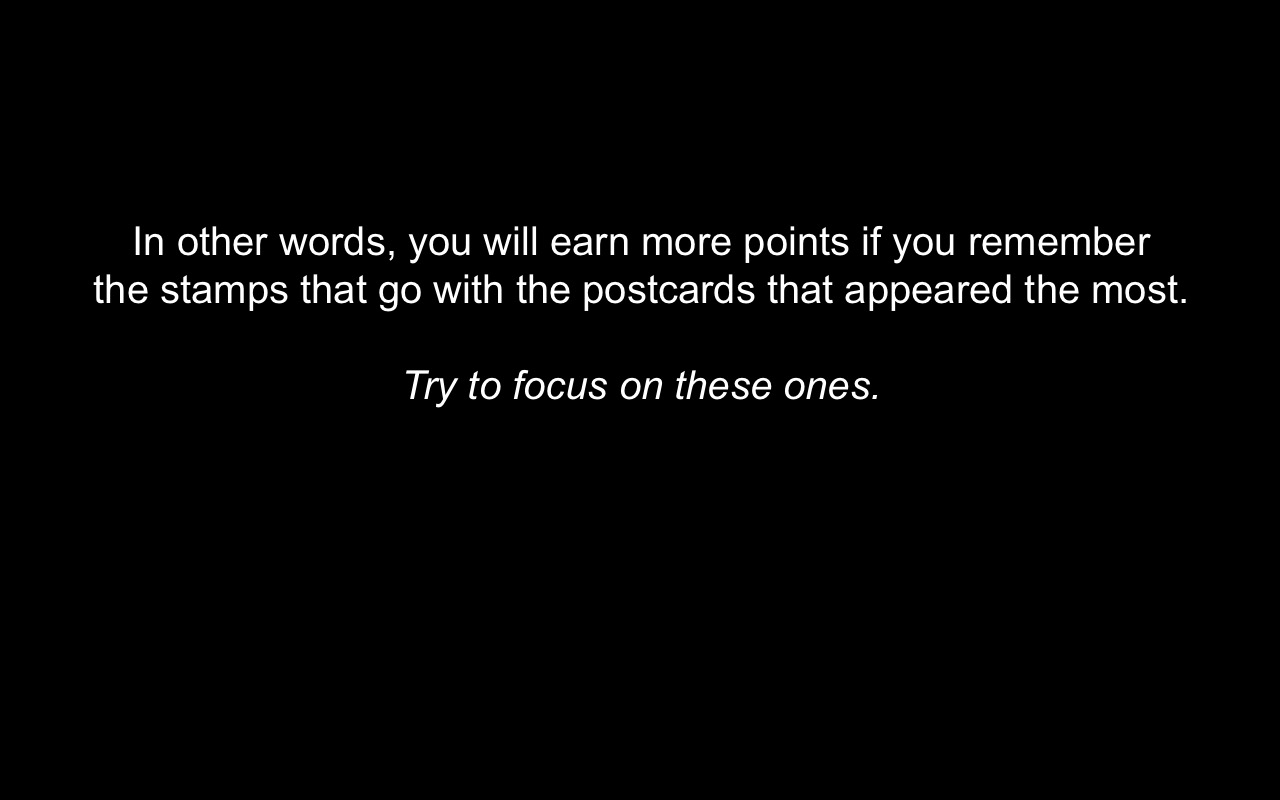 In other words, you will earn more points if you remember
the stamps that go with the postcards that appeared the most.
Try to focus on these ones.